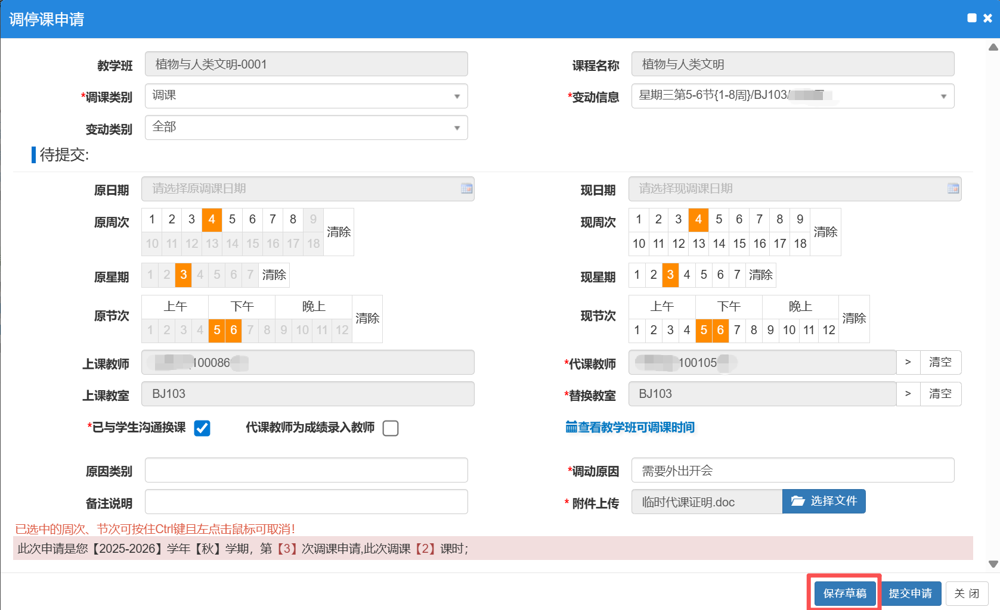 调停课申请
教学班 植物与人类文明-0001 课程名称 植物与人类文明
*调课类别 调课 *变动信息 星期三第5-6节{1-8周}/BJ103/
变动类别 全部
待提交:
原日期 请选择原调课日期 现日期 请选择现调课日期
原周次 1 2 3 4 5 6 7 8 9 清除 现周次 1 2 3 4 5 6 7 8 9 清除
10 11 12 13 14 15 16 17 18 10 11 12 13 14 15 16 17 18
原星期 1 2 3 4 5 6 7 清除 现星期 1 2 3 4 5 6 7 清除
原节次 上午 下午 晚上 清除 现节次 上午 下午 晚上 清除
1 2 3 4 5 6 7 8 9 10 11 12 1 2 3 4 5 6 7 8 9 10 11 12
上课教师 100086 *代课教师 100105 > 清空
上课教室 BJ103 *替换教室 BJ103 > 清空
*已与学生沟通换课 代课教师为成绩录入教师 查看教学班可调课时间
原因类别 *调动原因 需要外出开会
备注说明 * 附件上传 临时代课证明.doc 选择文件
已选中的周次、节次可按住Ctrl键且左点击鼠标可取消!
此次申请是您【2025-2026】学年【秋】学期，第【3】次调课申请,此次调课【2】课时;
保存草稿 提交申请 关 闭